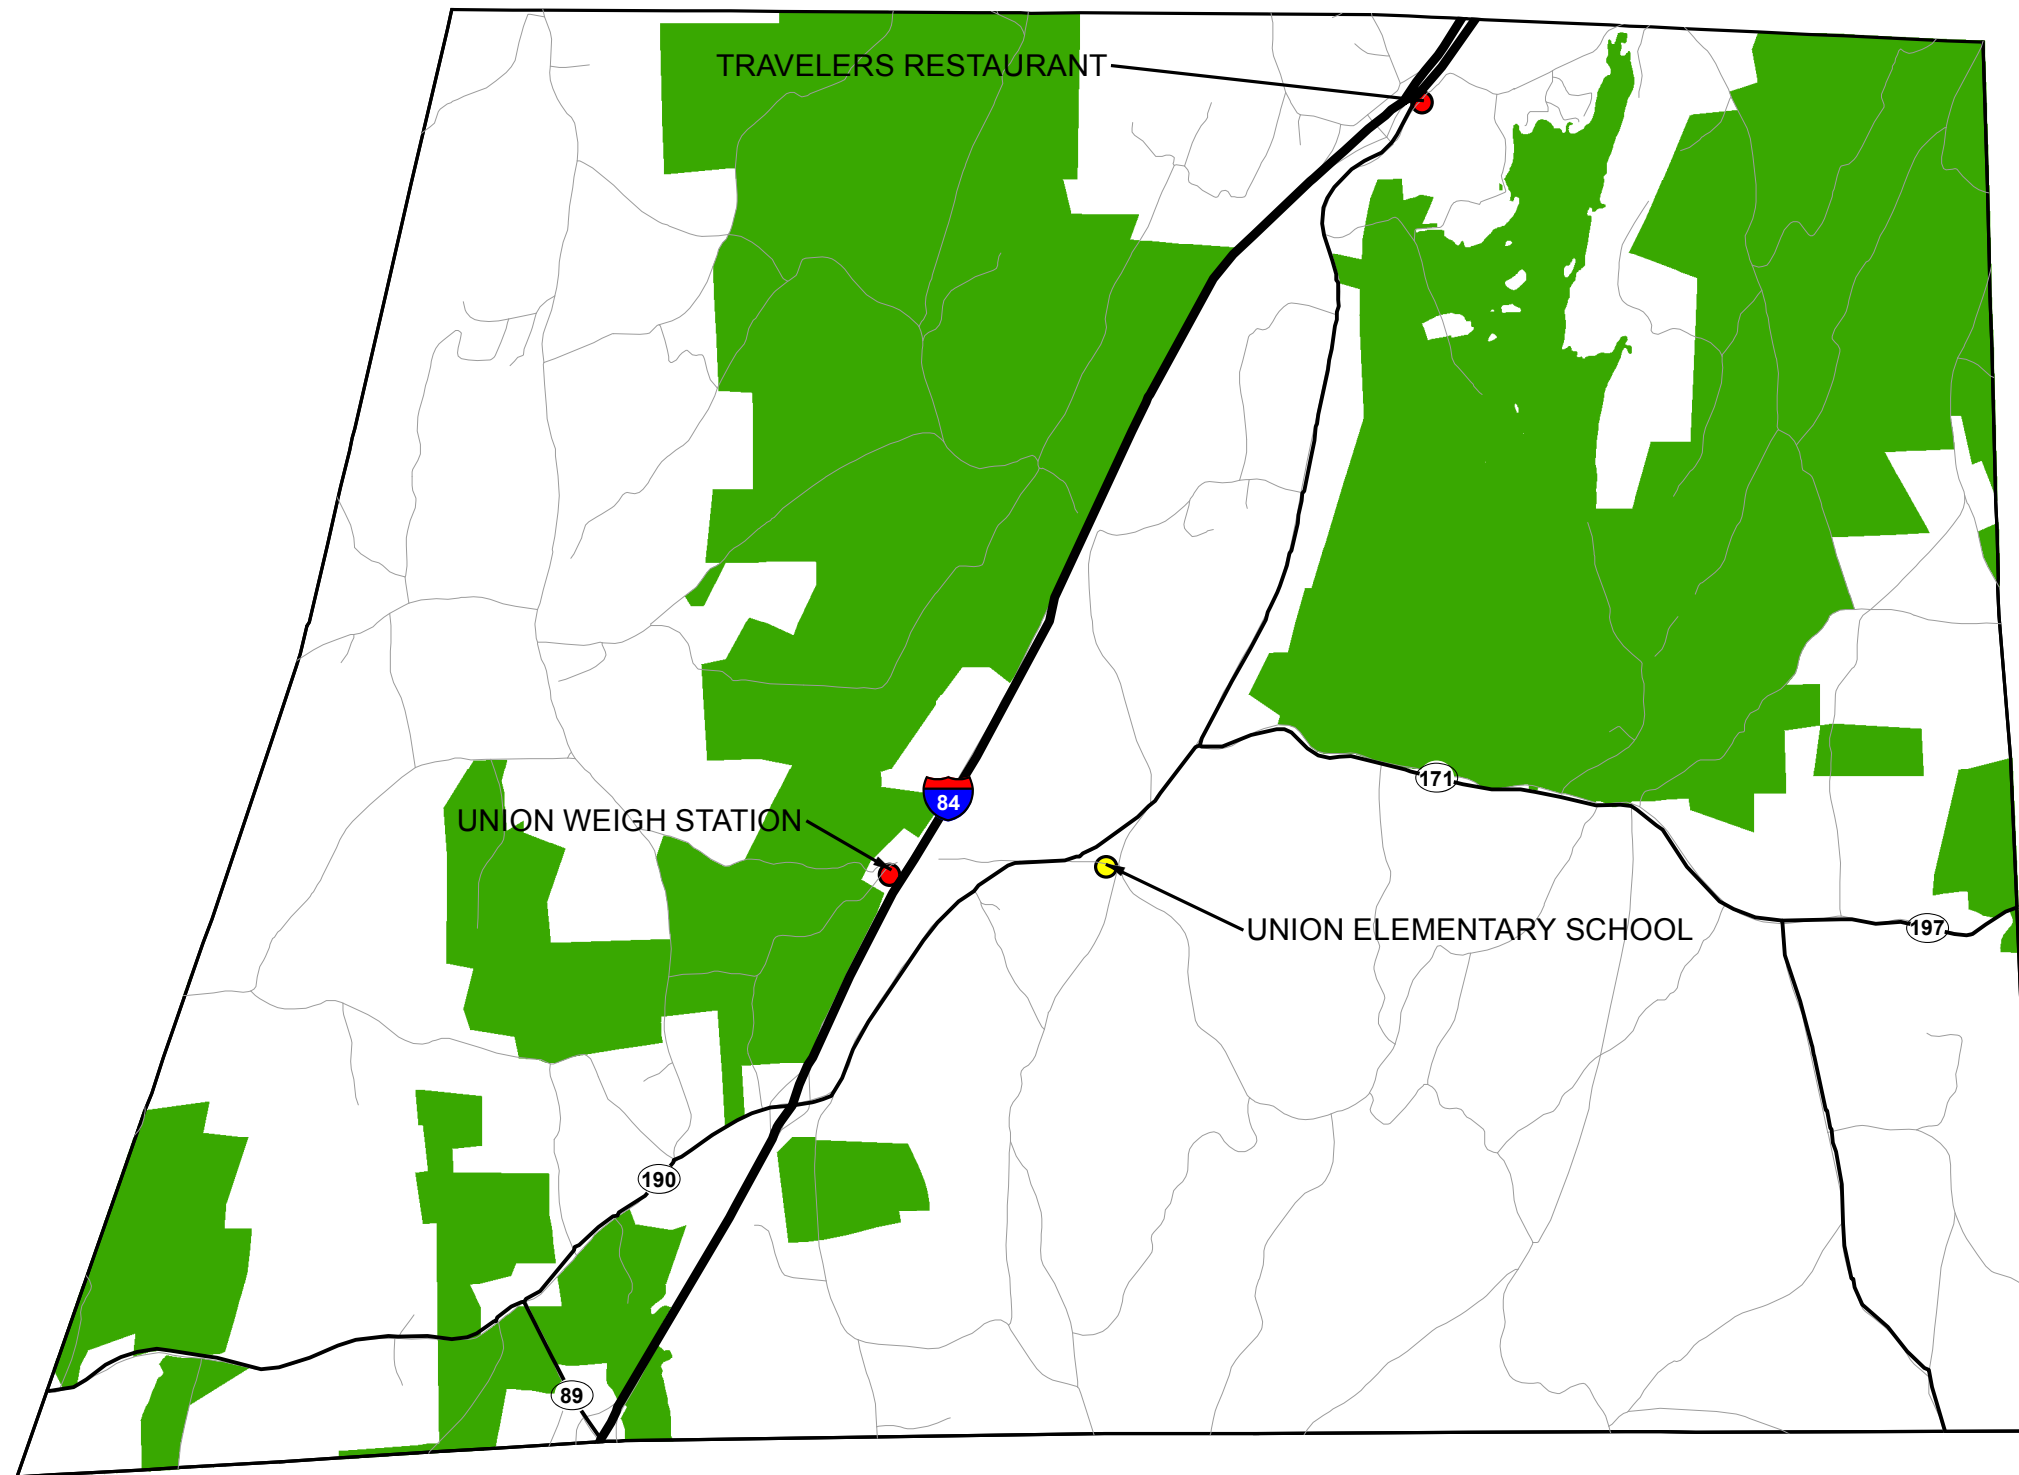 TRAVELERS RESTAURANT
171
84
UNION WEIGH STATION
UNION ELEMENTARY SCHOOL
197
190
89